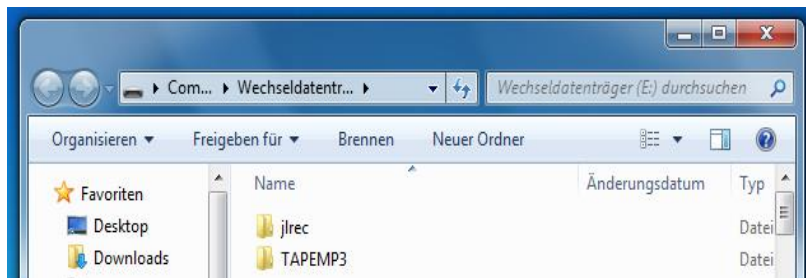 Com... Wechseldatentr...
Wechseldatenträger (E:) durchsuchen
Organisieren Freigeben für Brennen Neuer Ordner
Favoriten
Desktop
Downloads
Name Änderungsdatum Typ
jlrec Datei
TAPEMP3 Datei